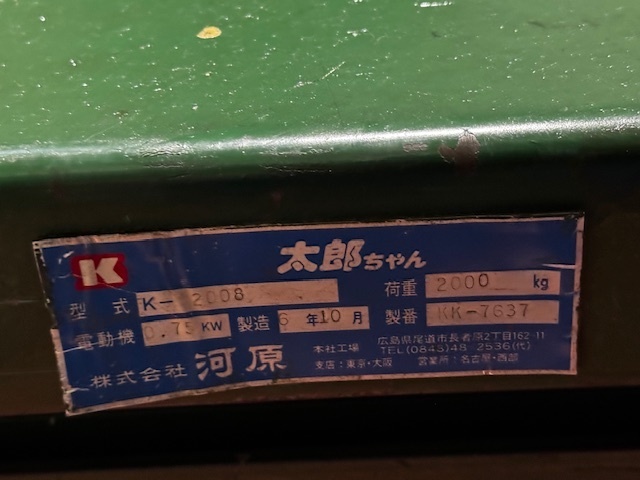 K 太郎ちゃん
型式 K-2008 荷重 2000 kg
電動機 0.75 KW 製造 6年10月 製番 KK-7637
株式会社 河原 本社工場 広島県尾道市長者原2丁目162-11
TEL(0845)48 2536(代)
支店:東京・大阪 営業所:名古屋・西部